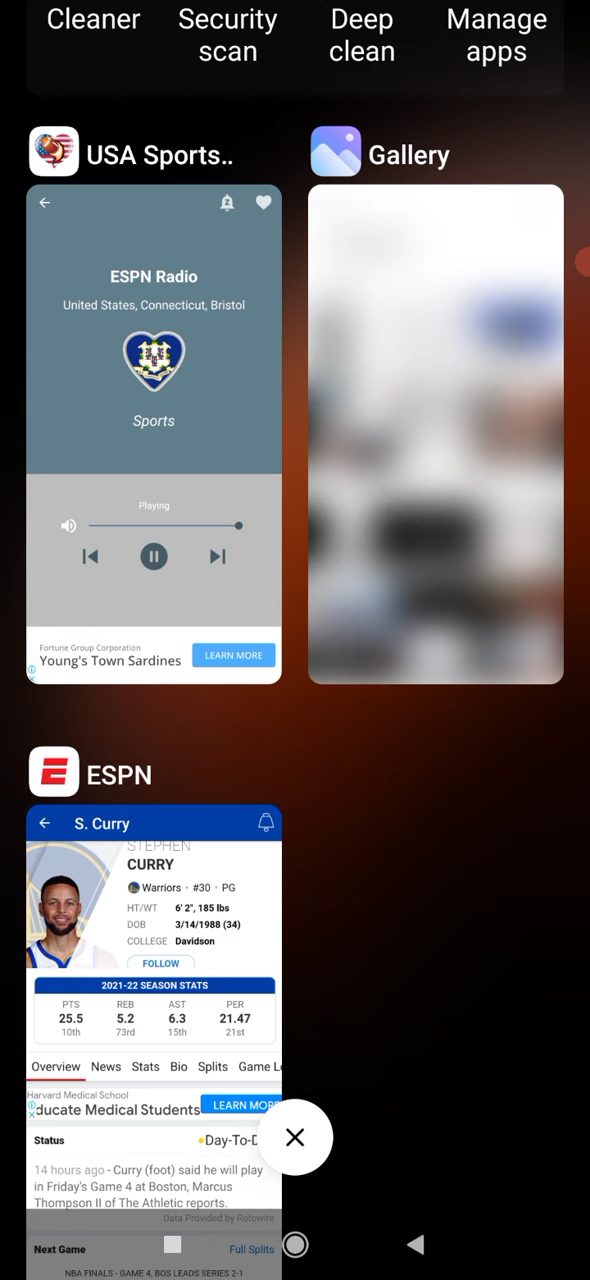 Cleaner
Security scan
Deep clean
Manage apps
USA Sports..
Gallery
ESPN Radio
United States, Connecticut, Bristol
Sports
Playing
Fortune Group Corporation
Young's Town Sardines
LEARN MORE
ESPN
S. Curry
STEPHEN
CURRY
Warriors · #30 · PG
HT/WT 6' 2", 185 lbs
DOB 3/14/1988 (34)
COLLEGE Davidson
FOLLOW
2021-22 SEASON STATS
PTS REB AST PER
25.5 5.2 6.3 21.47
10th 73rd 15th 21st
Overview News Stats Bio Splits Game L
Harvard Medical School
ducate Medical Students
LEARN MORE
Status Day-To-D
14 hours ago - Curry (foot) said he will play
in Friday's Game 4 at Boston, Marcus
Thompson II of The Athletic reports.
Data Provided by Rotowire
Next Game Full Splits
NBA FINALS - GAME 4, BOS LEADS SERIES 2-1